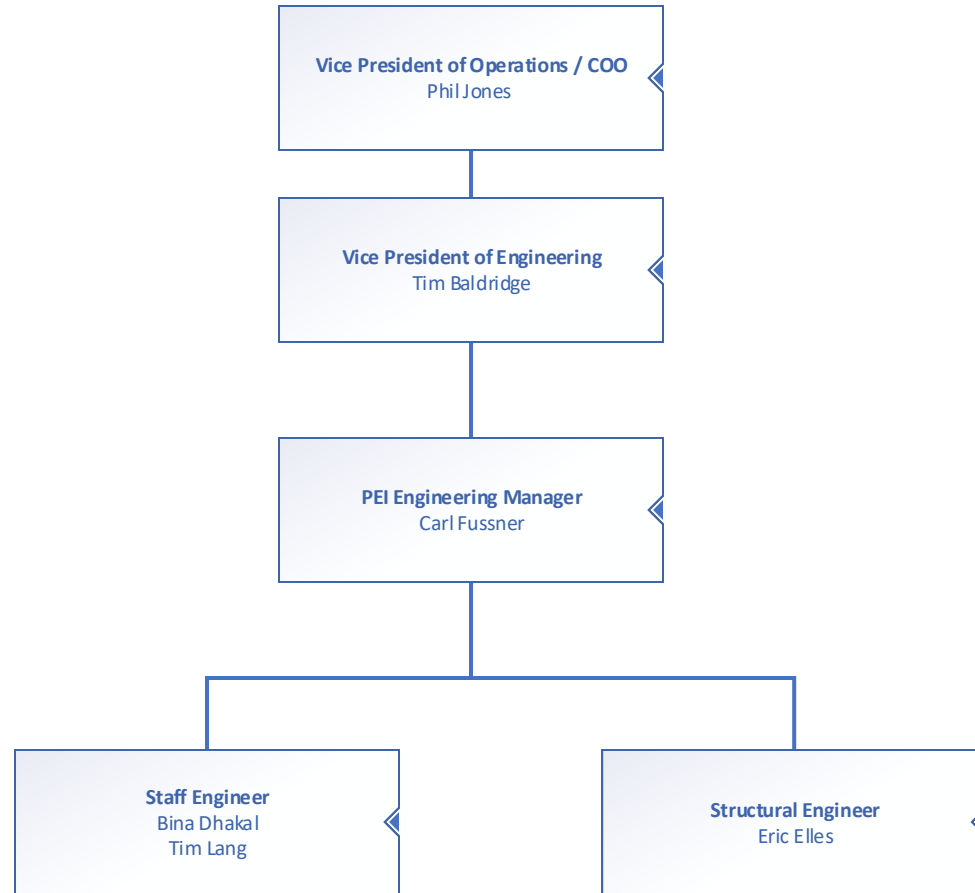 Vice President of Operations / COO
Phil Jones
Vice President of Engineering
Tim Baldridge
PEI Engineering Manager
Carl Fussner
Staff Engineer
Bina Dhakal
Tim Lang
Structural Engineer
Eric Elles